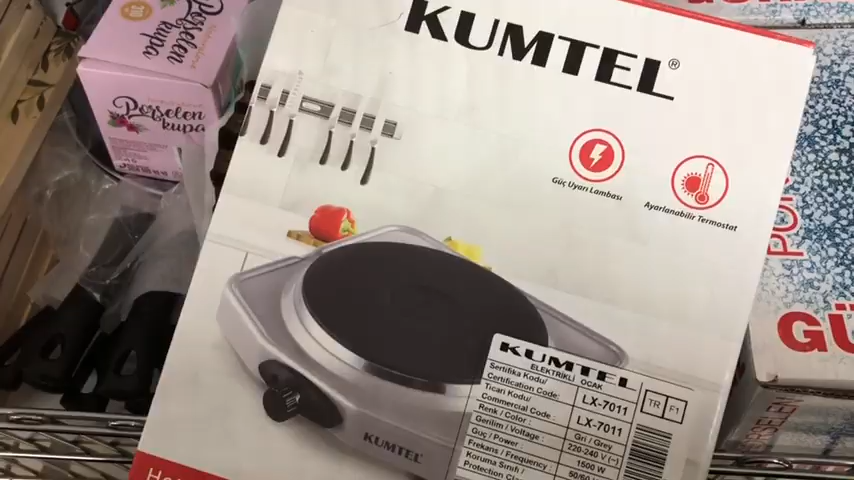 Porselen
kupa
Porselen
kupa
KUMTEL®
Güç Uyarı Lambası
Ayarlanabilir Termostat
KUMTEL
KUMTEL
ELEKTRİKLİ OCAK
Sertifika Kodu/
Certification Code: LX-7011
Ticari Kodu/
Commercial Code : LX-7011
Renk / Color : Gri / Grey
Gerilim / Voltage : 220-240 V (~)
Güç / Power : 1500 W
Frekans / Frequency :
Koruma Sınıfı /
TR F1
GÜ